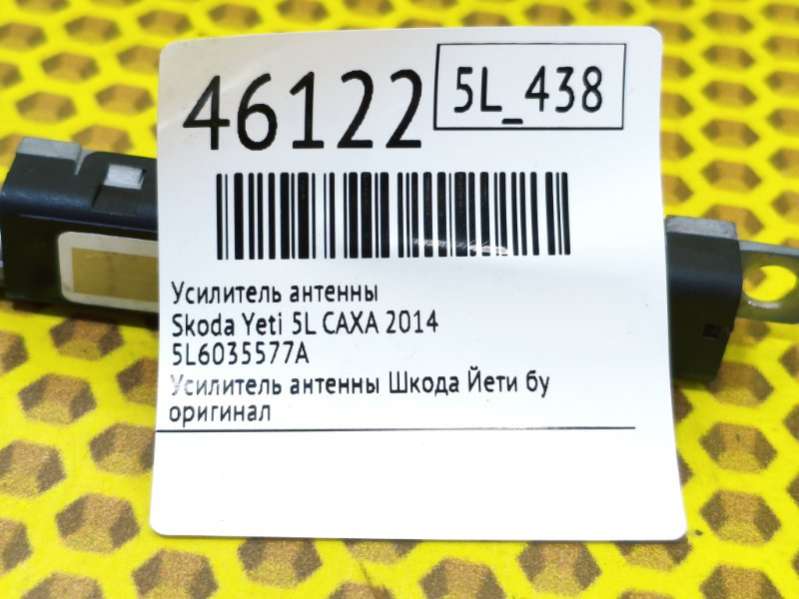 46122
5L_438
Усилитель антенны
Skoda Yeti 5L CAXA 2014
5L6035577A
Усилитель антенны Шкода Йети бу
оригинал